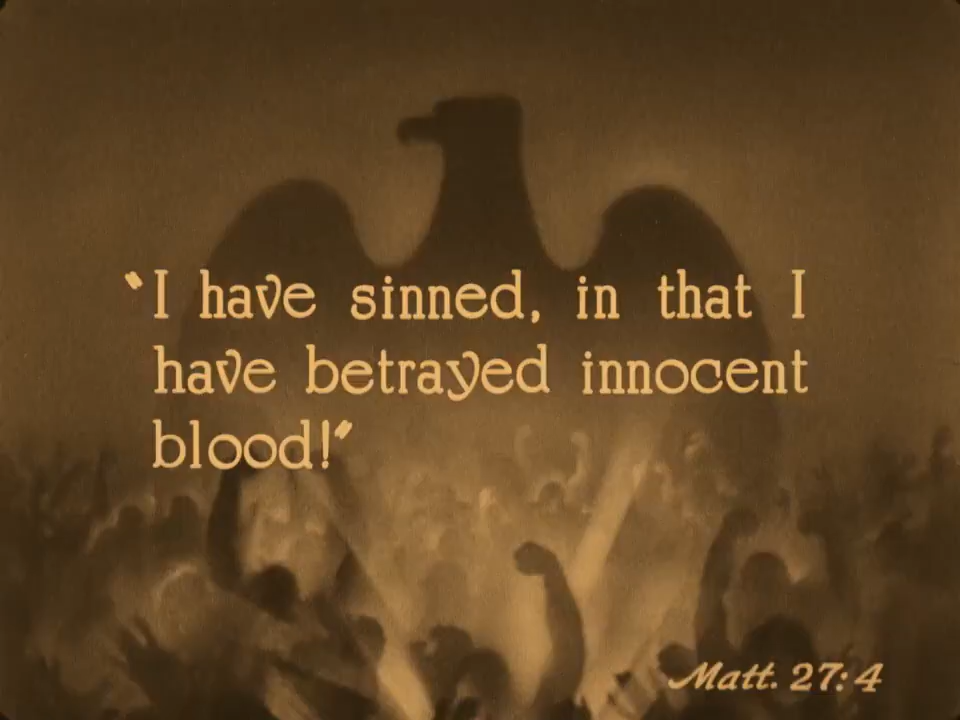 “I have sinned, in that I
have betrayed innocent
blood!”
Matt. 27:4